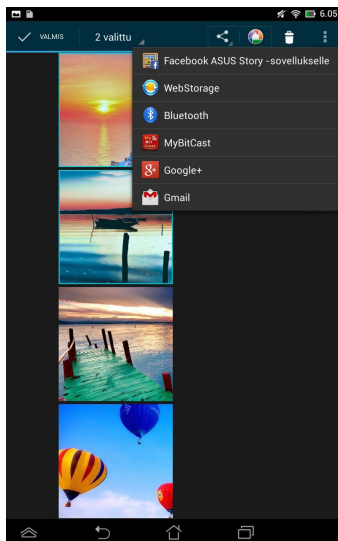 6.05
VALMIS
2 valittu
Facebook ASUS Story -sovellukselle
WebStorage
Bluetooth
MyBitCast
Google+
Gmail